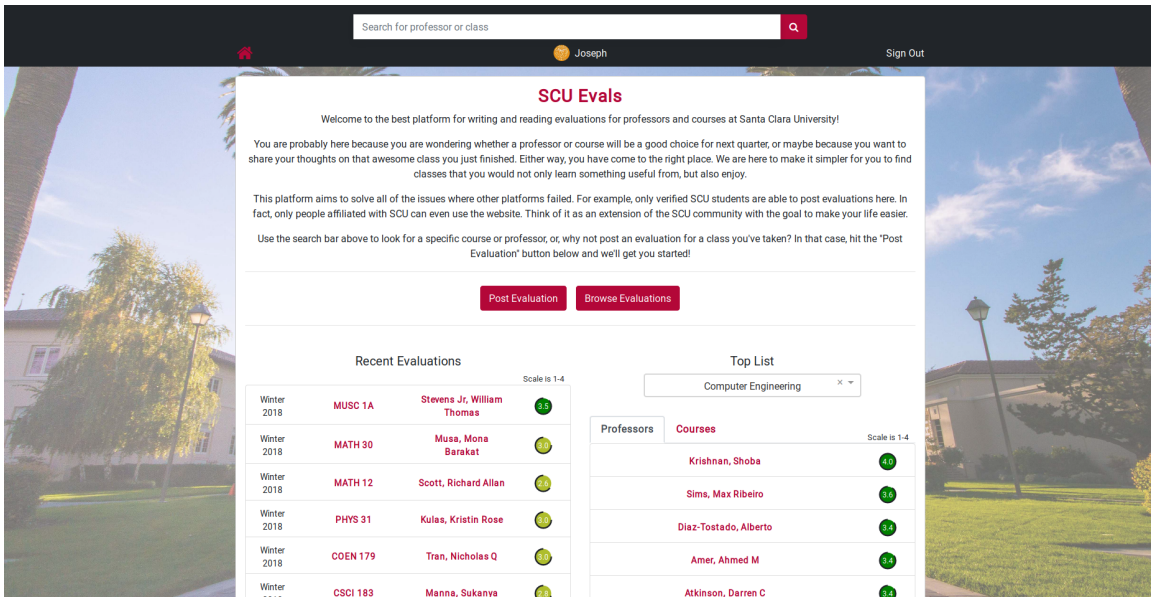 Search for professor or class
Joseph
Sign Out
SCU Evals
Welcome to the best platform for writing and reading evaluations for professors and courses at Santa Clara University!
You are probably here because you are wondering whether a professor or course will be a good choice for next quarter, or maybe because you want to
share your thoughts on that awesome class you just finished. Either way, you have come to the right place. We are here to make it simpler for you to find
classes that you would not only learn something useful from, but also enjoy.
This platform aims to solve all of the issues where other platforms failed. For example, only verified SCU students are able to post evaluations here. In
fact, only people affiliated with SCU can even use the website. Think of it as an extension of the SCU community with the goal to make your life easier.
Use the search bar above to look for a specific course or professor, or, why not post an evaluation for a class you've taken? In that case, hit the "Post
Evaluation" button below and we'll get you started!
Post Evaluation
Browse Evaluations
Recent Evaluations
Scale is 1-4
Winter
2018
MUSC 1A
Stevens Jr, William
Thomas
3.5
Winter
2018
MATH 30
Musa, Mona
Barakat
3.0
Winter
2018
MATH 12
Scott, Richard Allan
2.6
Winter
2018
PHYS 31
Kulas, Kristin Rose
3.0
Winter
2018
COEN 179
Tran, Nicholas Q
3.0
Winter
CSCI 183
Manna, Sukanya
Top List
Computer Engineering
Professors
Courses
Scale is 1-4
Krishnan, Shoba
4.0
Sims, Max Ribeiro
3.6
Diaz-Tostado, Alberto
3.4
Amer, Ahmed M
3.4
Atkinson, Darren C
3.4